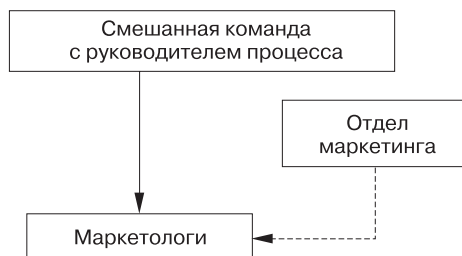 Смешанная команда
с руководителем процесса
Отдел
маркетинга
Маркетологи